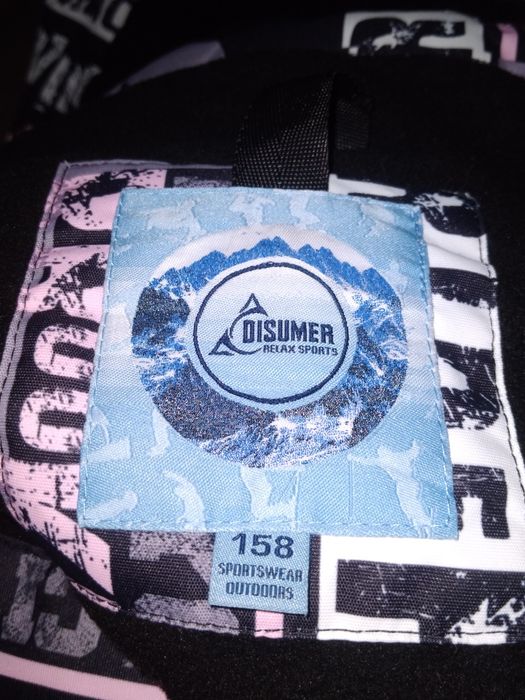 DISUMER
RELAX SPORTS
158
SPORTSWEAR
OUTDOORS